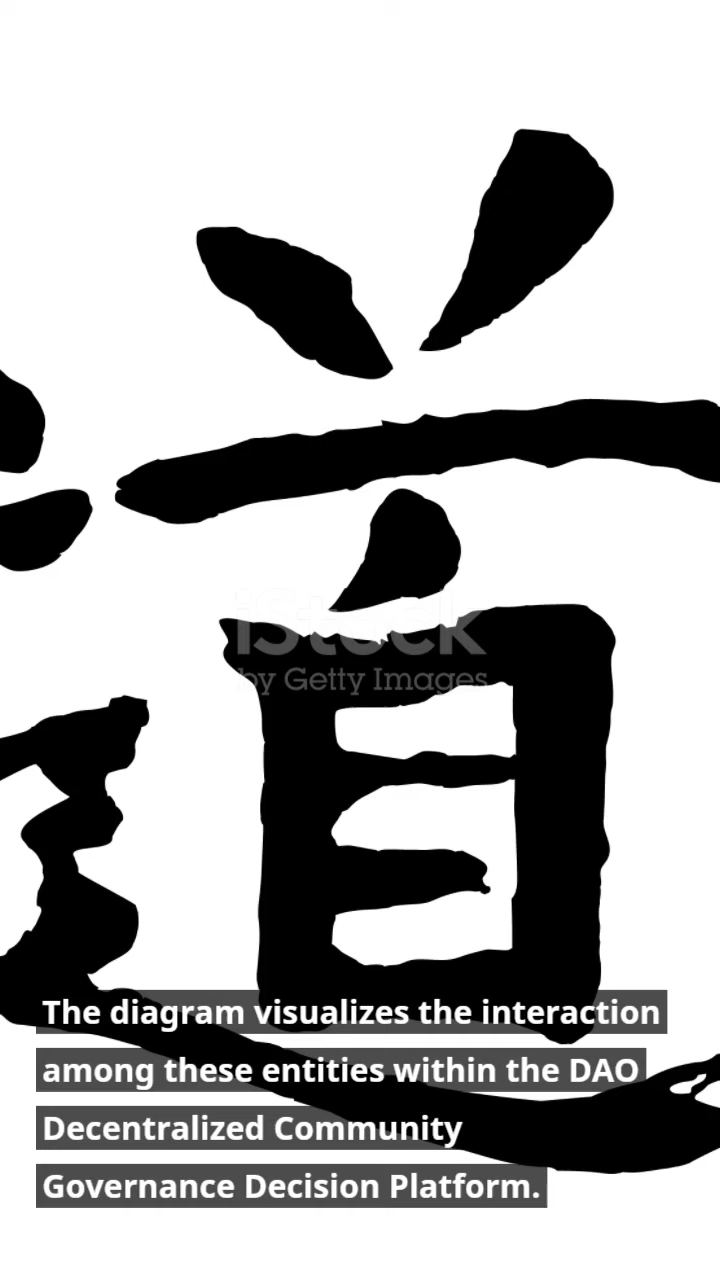 道
iStock
by Getty Images
The diagram visualizes the interaction
among these entities within the DAO
Decentralized Community
Governance Decision Platform.